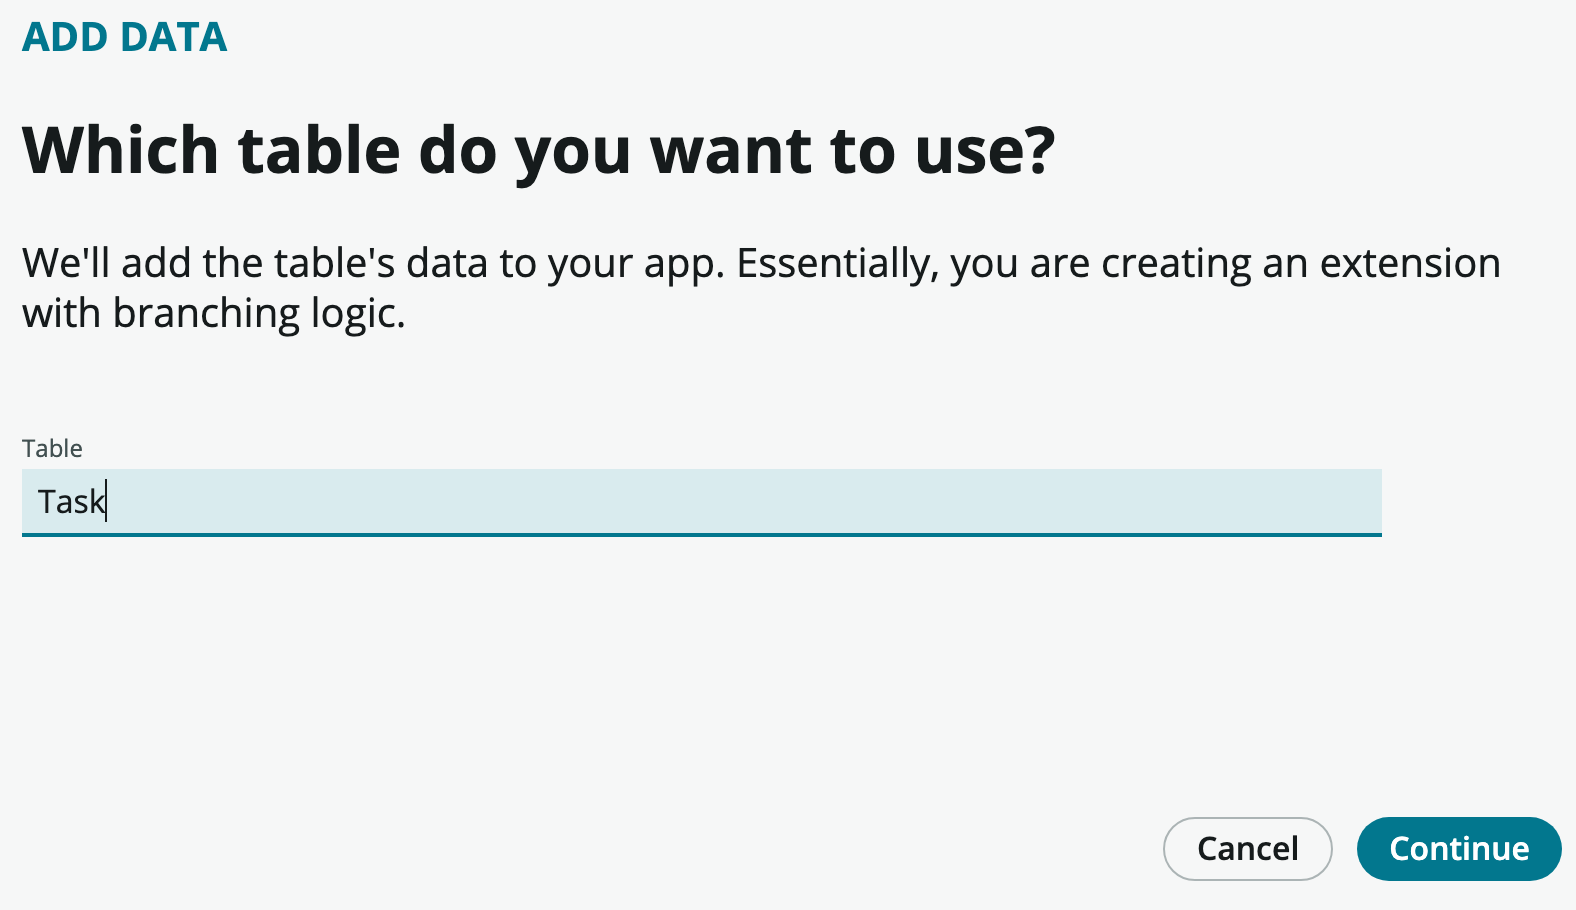 ADD DATA
Which table do you want to use?
We'll add the table's data to your app. Essentially, you are creating an extension
with branching logic.
Table
Task
Cancel
Continue